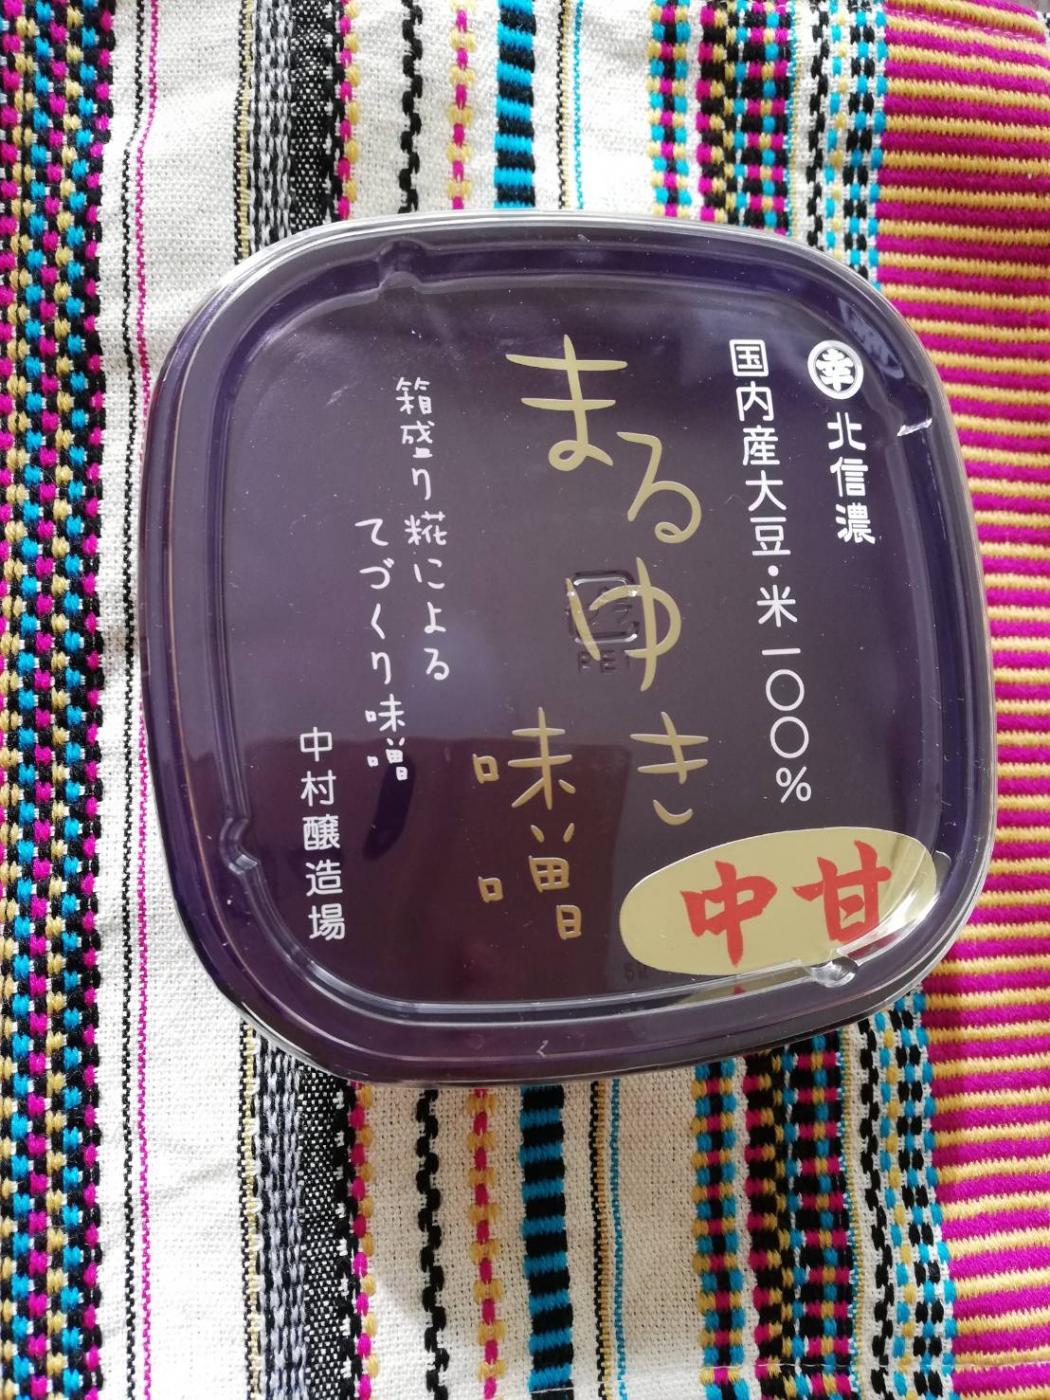 幸 北信濃
国内産大豆・米一〇〇%
まるゆき
味噌
箱盛り糀による
てづくり味噌
中村醸造場
甘中
PET